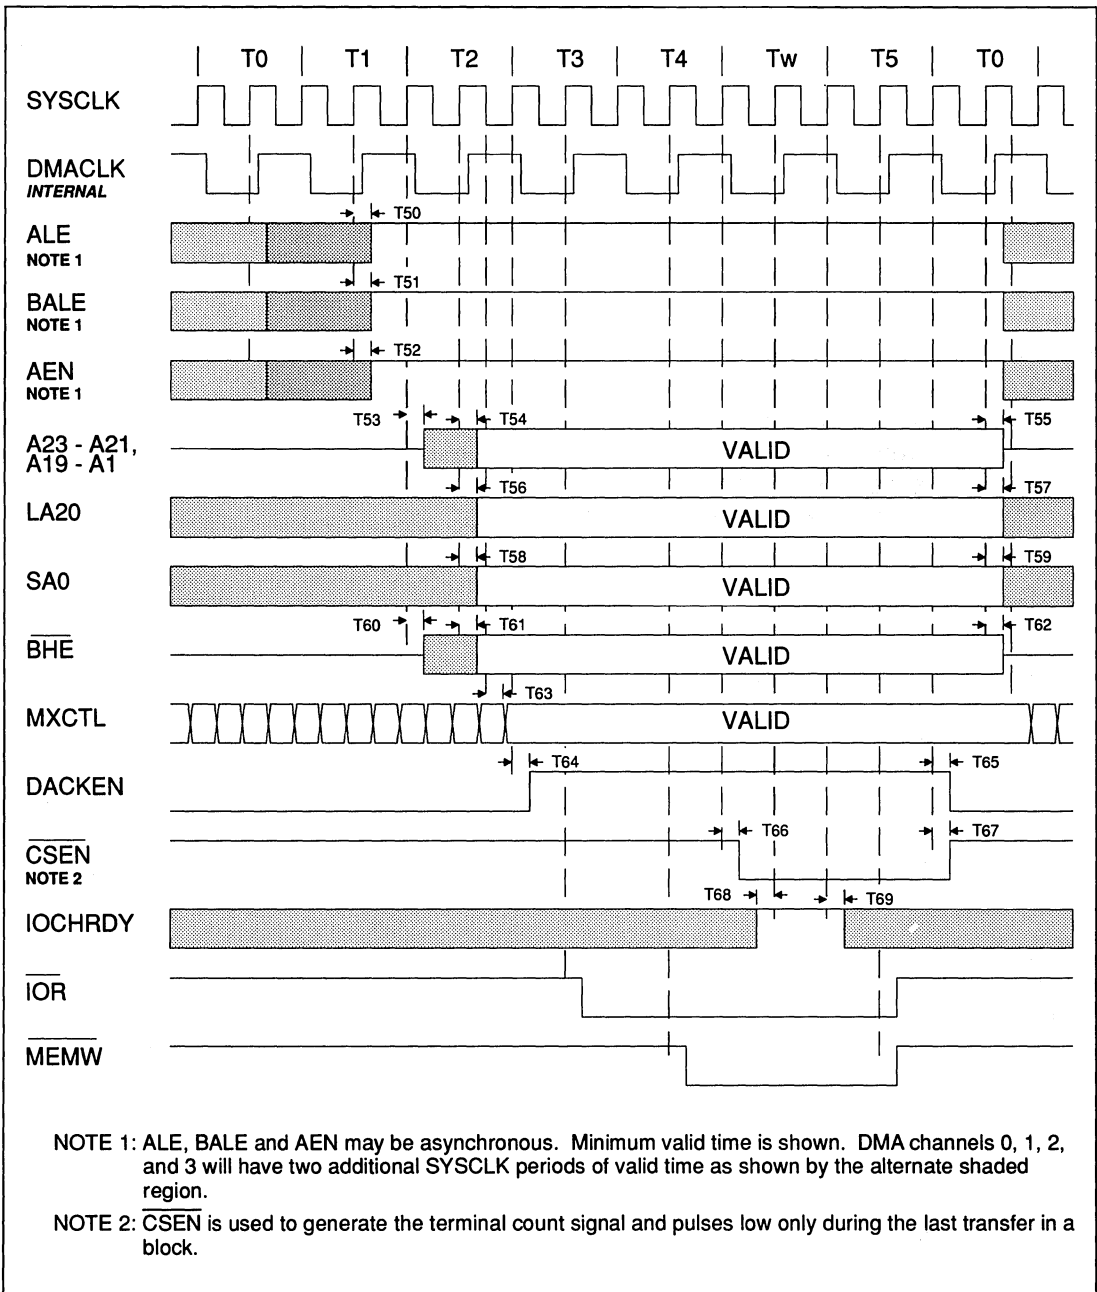 T0 T1 T2 T3 T4 Tw T5 T0
SYSCLK
DMACLK
INTERNAL
T50
ALE
NOTE 1
T51
BALE
NOTE 1
T52
AEN
NOTE 1
T53 T54 T55
A23 - A21,
A19 - A1
VALID
T56 T57
LA20 VALID
T58 T59
SA0 VALID
T60 T61 T62
BHE VALID
T63
MXCTL VALID
T64 T65
DACKEN
T66 T67
CSEN
NOTE 2
T68 T69
IOCHRDY
IOR
MEMW
NOTE 1: ALE, BALE and AEN may be asynchronous. Minimum valid time is shown. DMA channels 0, 1, 2,
and 3 will have two additional SYSCLK periods of valid time as shown by the alternate shaded
region.
NOTE 2: CSEN is used to generate the terminal count signal and pulses low only during the last transfer in a
block.